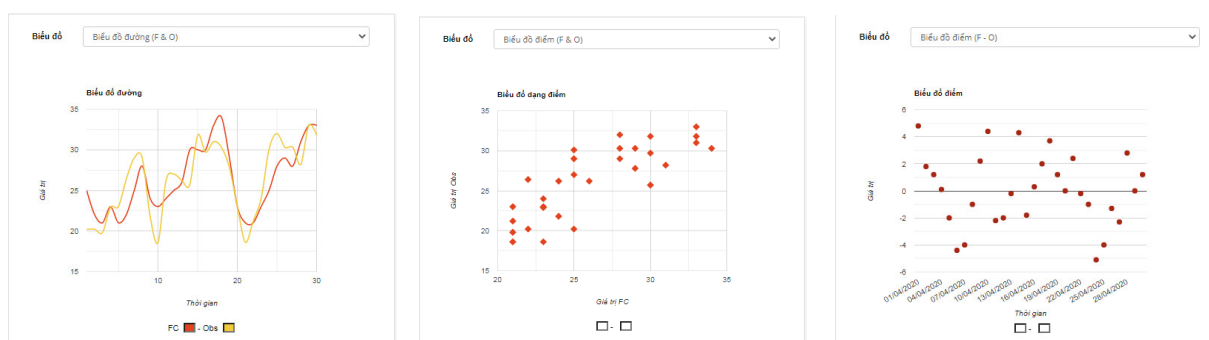 Biểu đồ
Biểu đồ đường (F & O)
Biểu đồ đường
35
30
25
20
15
Giá trị
10
20
30
Thời gian
FC - Obs
Biểu đồ
Biểu đồ điểm (F & O)
Biểu đồ dạng điểm
35
30
25
20
15
Giá trị Obs
20
25
30
35
Giá trị FC
-
Biểu đồ
Biểu đồ điểm (F - O)
Biểu đồ điểm
6
4
2
0
-2
-4
-6
Giá trị
01/04/2020
04/04/2020
07/04/2020
10/04/2020
13/04/2020
16/04/2020
19/04/2020
22/04/2020
25/04/2020
28/04/2020
Thời gian
-